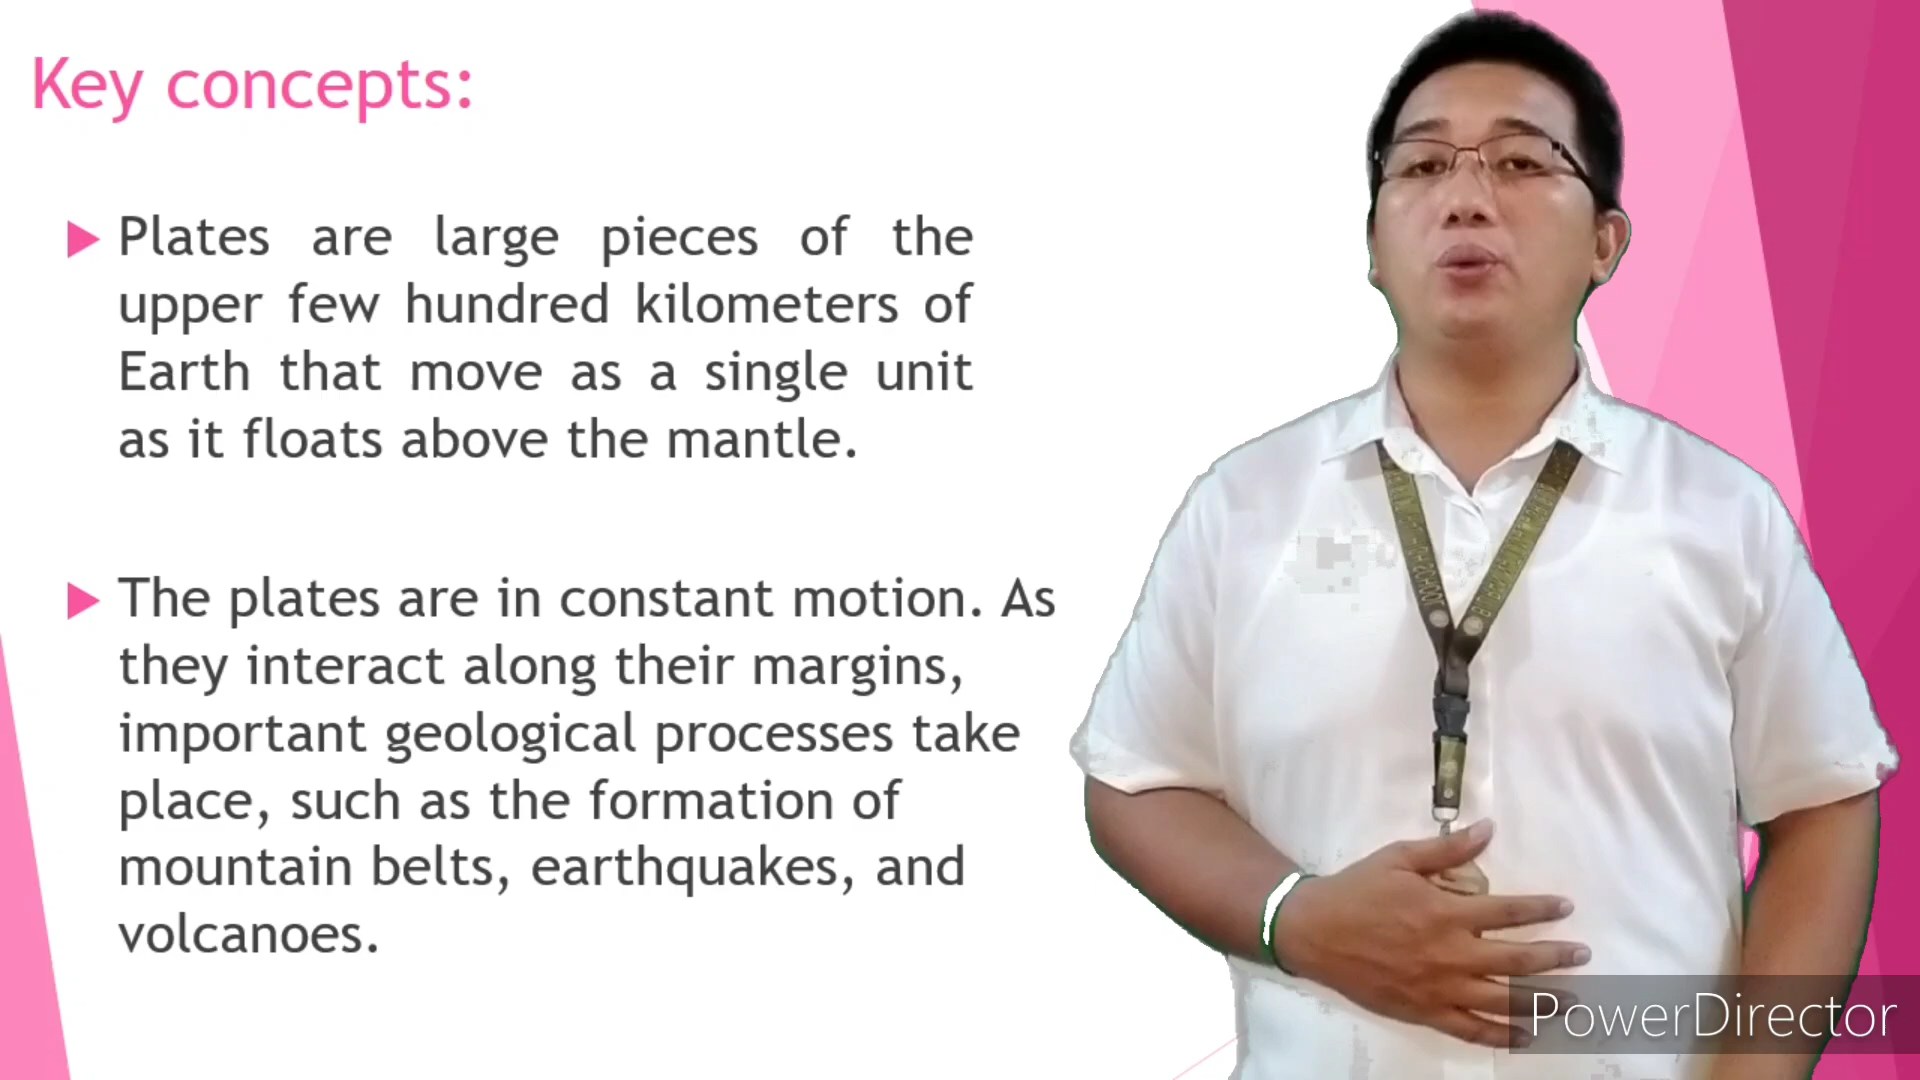 Key concepts:
Plates are large pieces of the
upper few hundred kilometers of
Earth that move as a single unit
as it floats above the mantle.
The plates are in constant motion. As
they interact along their margins,
important geological processes take
place, such as the formation of
mountain belts, earthquakes, and
volcanoes.
PowerDirector